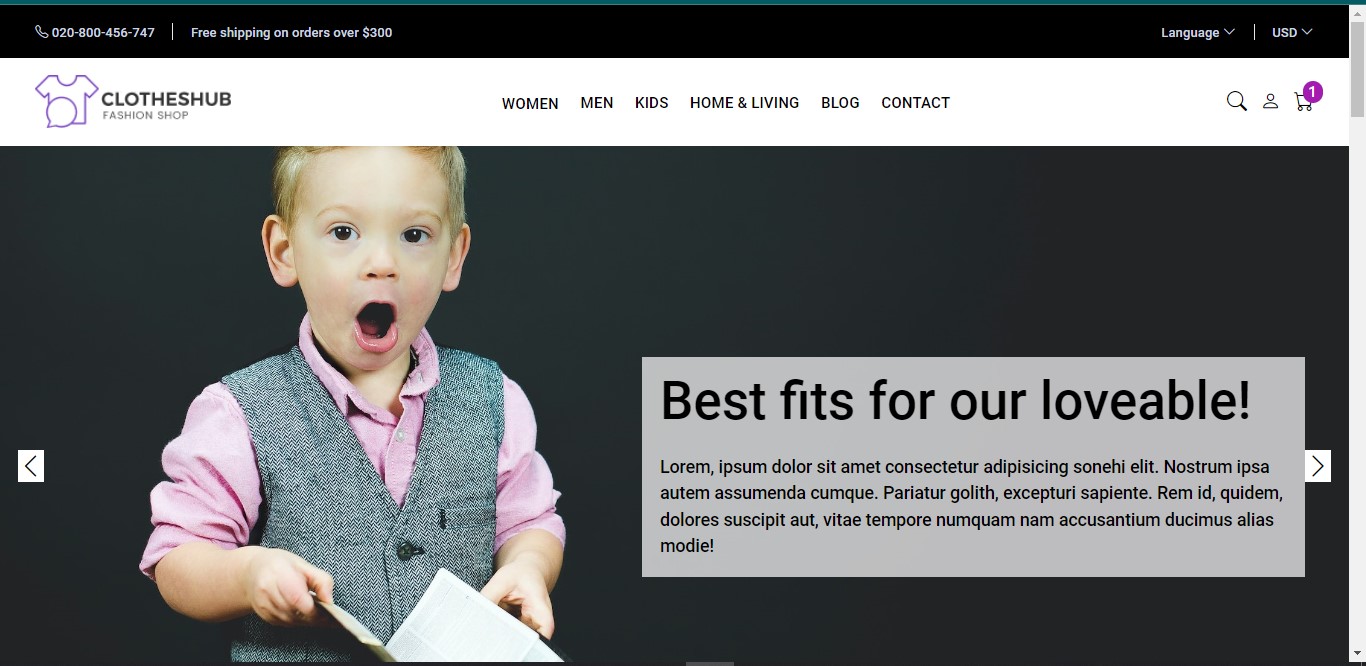 020-800-456-747
Free shipping on orders over $300
Language
USD
CLOTHESHUB
FASHION SHOP
WOMEN
MEN
KIDS
HOME & LIVING
BLOG
CONTACT
1
Best fits for our loveable!
Lorem, ipsum dolor sit amet consectetur adipisicing sonehi elit. Nostrum ipsa
autem assumenda cumque. Pariatur golith, excepturi sapiente. Rem id, quidem,
dolores suscipit aut, vitae tempore numquam nam accusantium ducimus alias
modie!